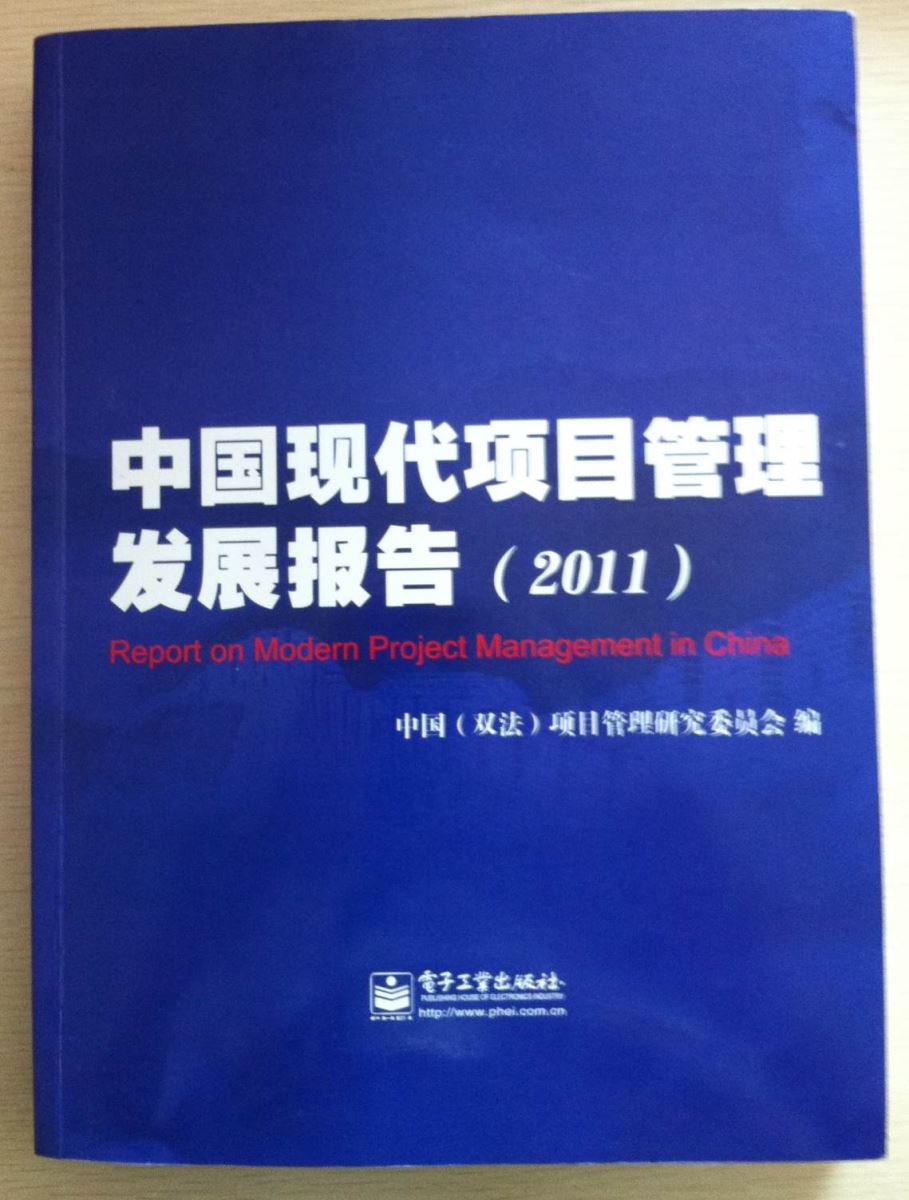 中国现代项目管理
发展报告（2011）
Report on Modern Project Management in China
中国（双法）项目管理研究委员会 编
電子工業出版社
PUBLISHING HOUSE OF ELECTRONICS INDUSTRY
http://www.phei.com.cn